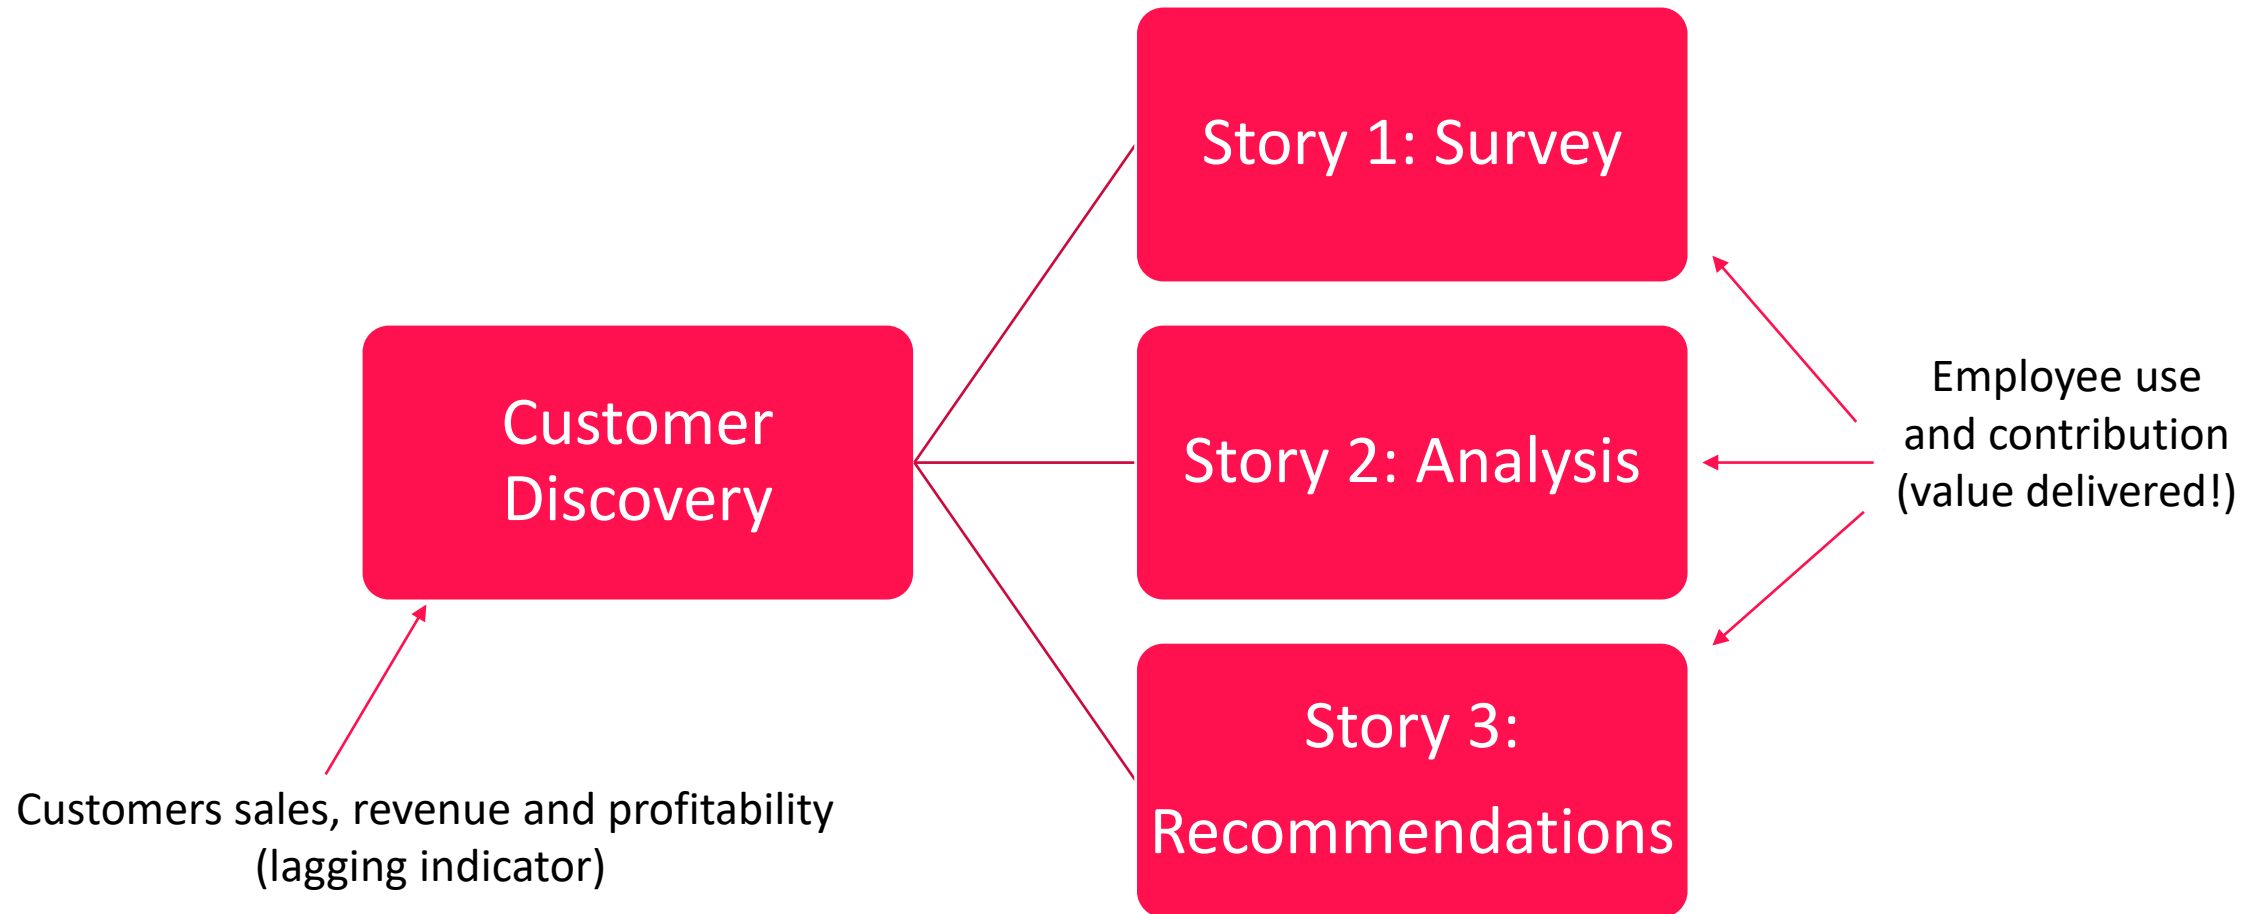 Story 1: Survey
Customer
Discovery
Story 2: Analysis
Employee use
and contribution
(value delivered!)
Story 3:
Recommendations
Customers sales, revenue and profitability
(lagging indicator)